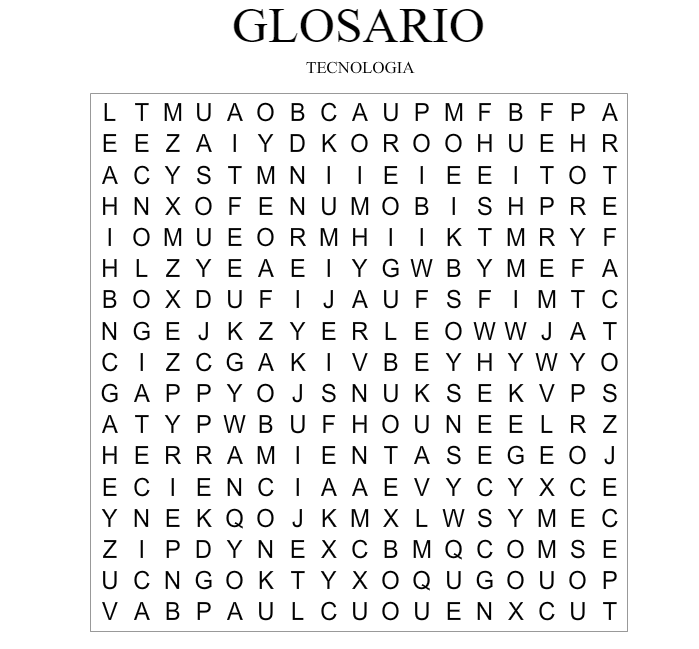 GLOSARIO
TECNOLOGIA
L T M U A O B C A U P M F B F P A
E E Z A I Y D K O R O O H U E H R
A C Y S T M N I I E I E E I T O T
H N X O F E N U M O B I S H P R E
I O M U E O R M H I I K T M R Y F
H L Z Y E A E I Y G W B Y M E F A
B O X D U F I J A U F S F I M T C
N G E J K Z Y E R L E O W W J A T
C I Z C G A K I V B E Y H Y W Y O
G A P P Y O J S N U K S E K V P S
A T Y P W B U F H O U N E E L R Z
H E R R A M I E N T A S E G E O J
E C I E N C I A A E V Y C Y X C E
Y N E K Q O J K M X L W S Y M E C
Z I P D Y N E X C B M Q C O M S E
U C N G O K T Y X O Q U G O U O P
V A B P A U L C U O U E N X C U T